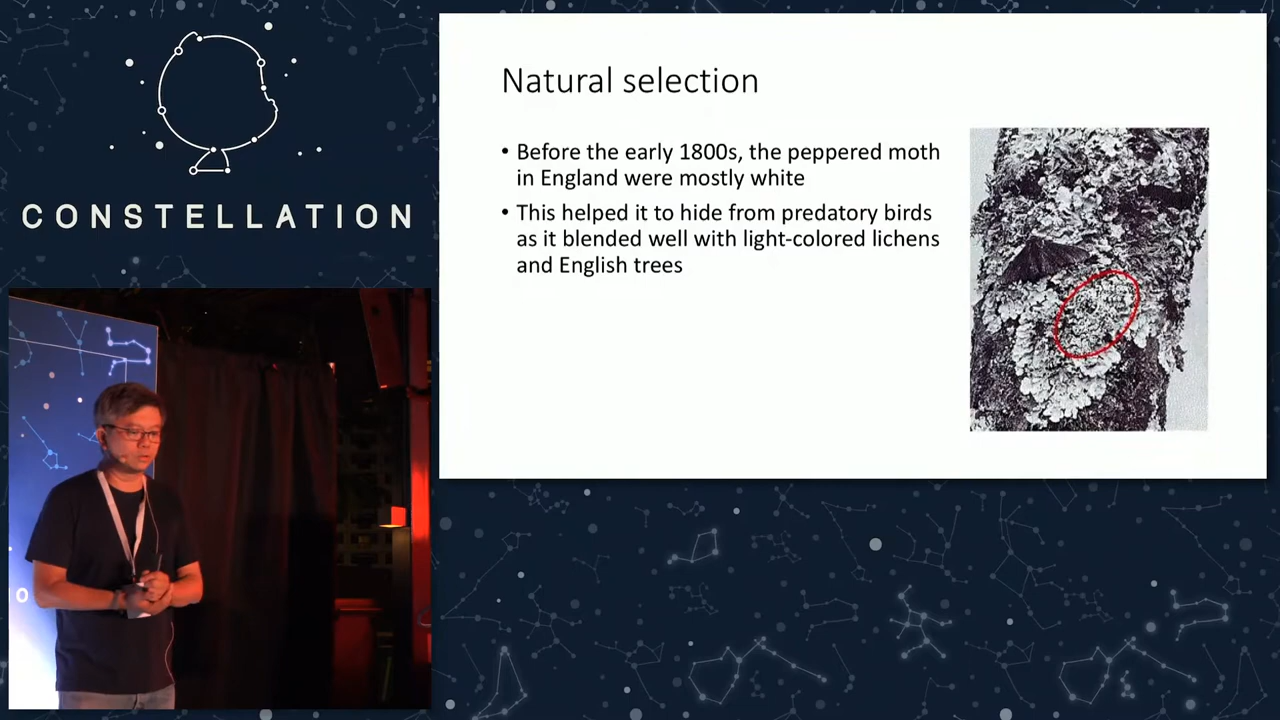 CONSTELLATION
Natural selection
• Before the early 1800s, the peppered moth
in England were mostly white
• This helped it to hide from predatory birds
as it blended well with light-colored lichens
and English trees
O